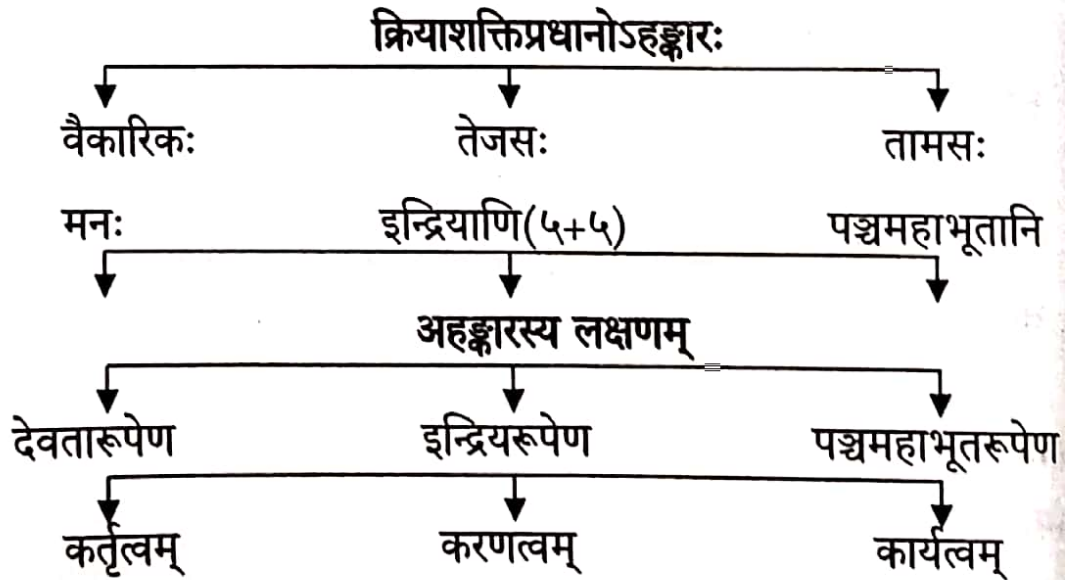 क्रियाशक्तिप्रधानोऽहङ्कारः
वैकारिकः तेजसः तामसः
मनः इन्द्रियाणि(५+५) पञ्चमहाभूतानि
अहङ्कारस्य लक्षणम्
देवतारूपेण इन्द्रियरूपेण पञ्चमहाभूतरूपेण
कर्तृत्वम् करणत्वम् कार्यत्वम्